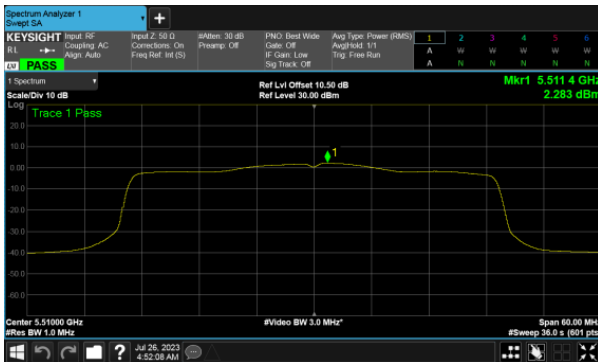 Spectrum Analyzer 1
Swept SA
+
KEYSIGHT
RL
LXI PASS
Input: RF
Coupling: AC
Align: Auto
Input Z: 50 Ω
Corrections: On
Freq Ref: Int (S)
#Atten: 30 dB
Preamp: Off
PNO: Best Wide
Gate: Off
IF Gain: Low
Sig Track: Off
Avg Type: Power (RMS)
Avg|Hold: 1/1
Trig: Free Run
1 2 3 4 5 6
A W W W W W
A N N N N N
1 Spectrum
Scale/Div 10 dB
Ref Lvl Offset 10.50 dB
Ref Level 30.00 dBm
Mkr1 5.511 4 GHz
2.283 dBm
Log
Trace 1 Pass
20.0
10.0
0.00
-10.0
-20.0
-30.0
-40.0
-50.0
-60.0
1
Center 5.51000 GHz
#Res BW 1.0 MHz
#Video BW 3.0 MHz*
Span 60.00 MHz
#Sweep 36.0 s (601 pts)
?
Jul 26, 2023
4:52:08 AM